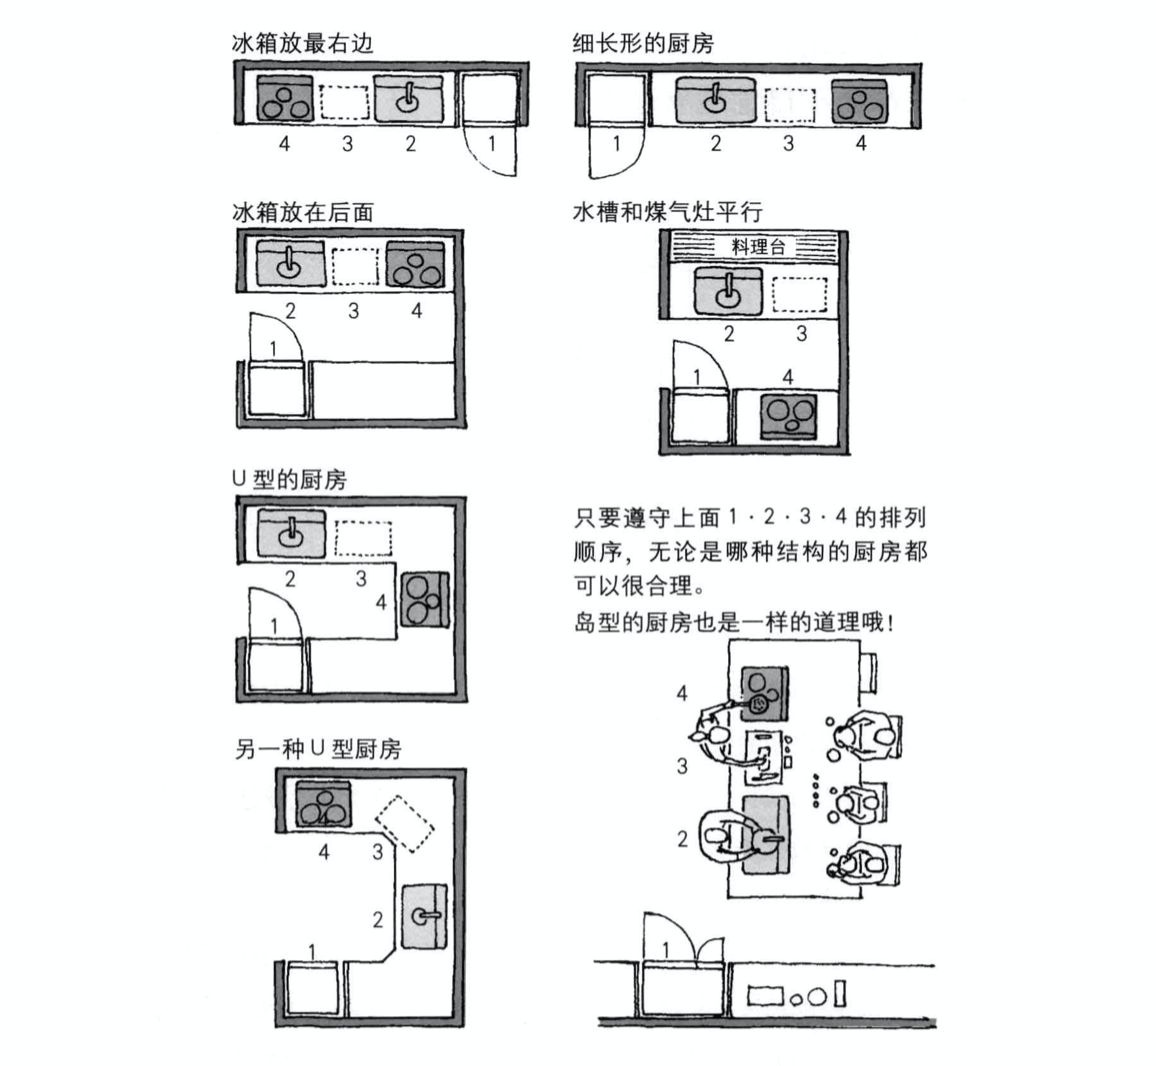 冰箱放最右边
4 3 2 1
细长形的厨房
1 2 3 4
冰箱放在后面
2 3 4
1
水槽和煤气灶平行
料理台
2 3
1 4
U型的厨房
2 3
4
1
只要遵守上面1·2·3·4的排列
顺序，无论是哪种结构的厨房都
可以很合理。
岛型的厨房也是一样的道理哦！
4
3
2
1
另一种U型厨房
4 3
2
1